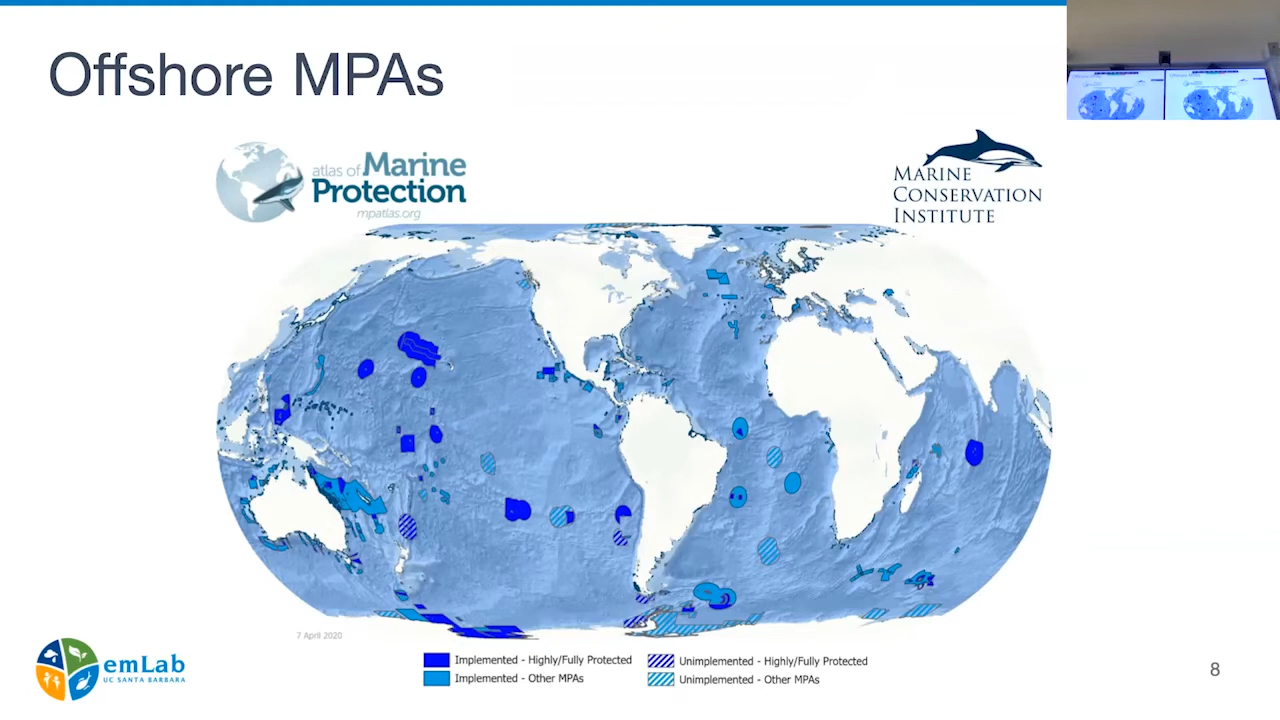 Offshore MPAs
atlas of Marine
Protection
mpatlas.org
MARINE
CONSERVATION
INSTITUTE
7 April 2020
Implemented - Highly/Fully Protected
Unimplemented - Highly/Fully Protected
Implemented - Other MPAs
Unimplemented - Other MPAs
emLab
UC SANTA BARBARA
8